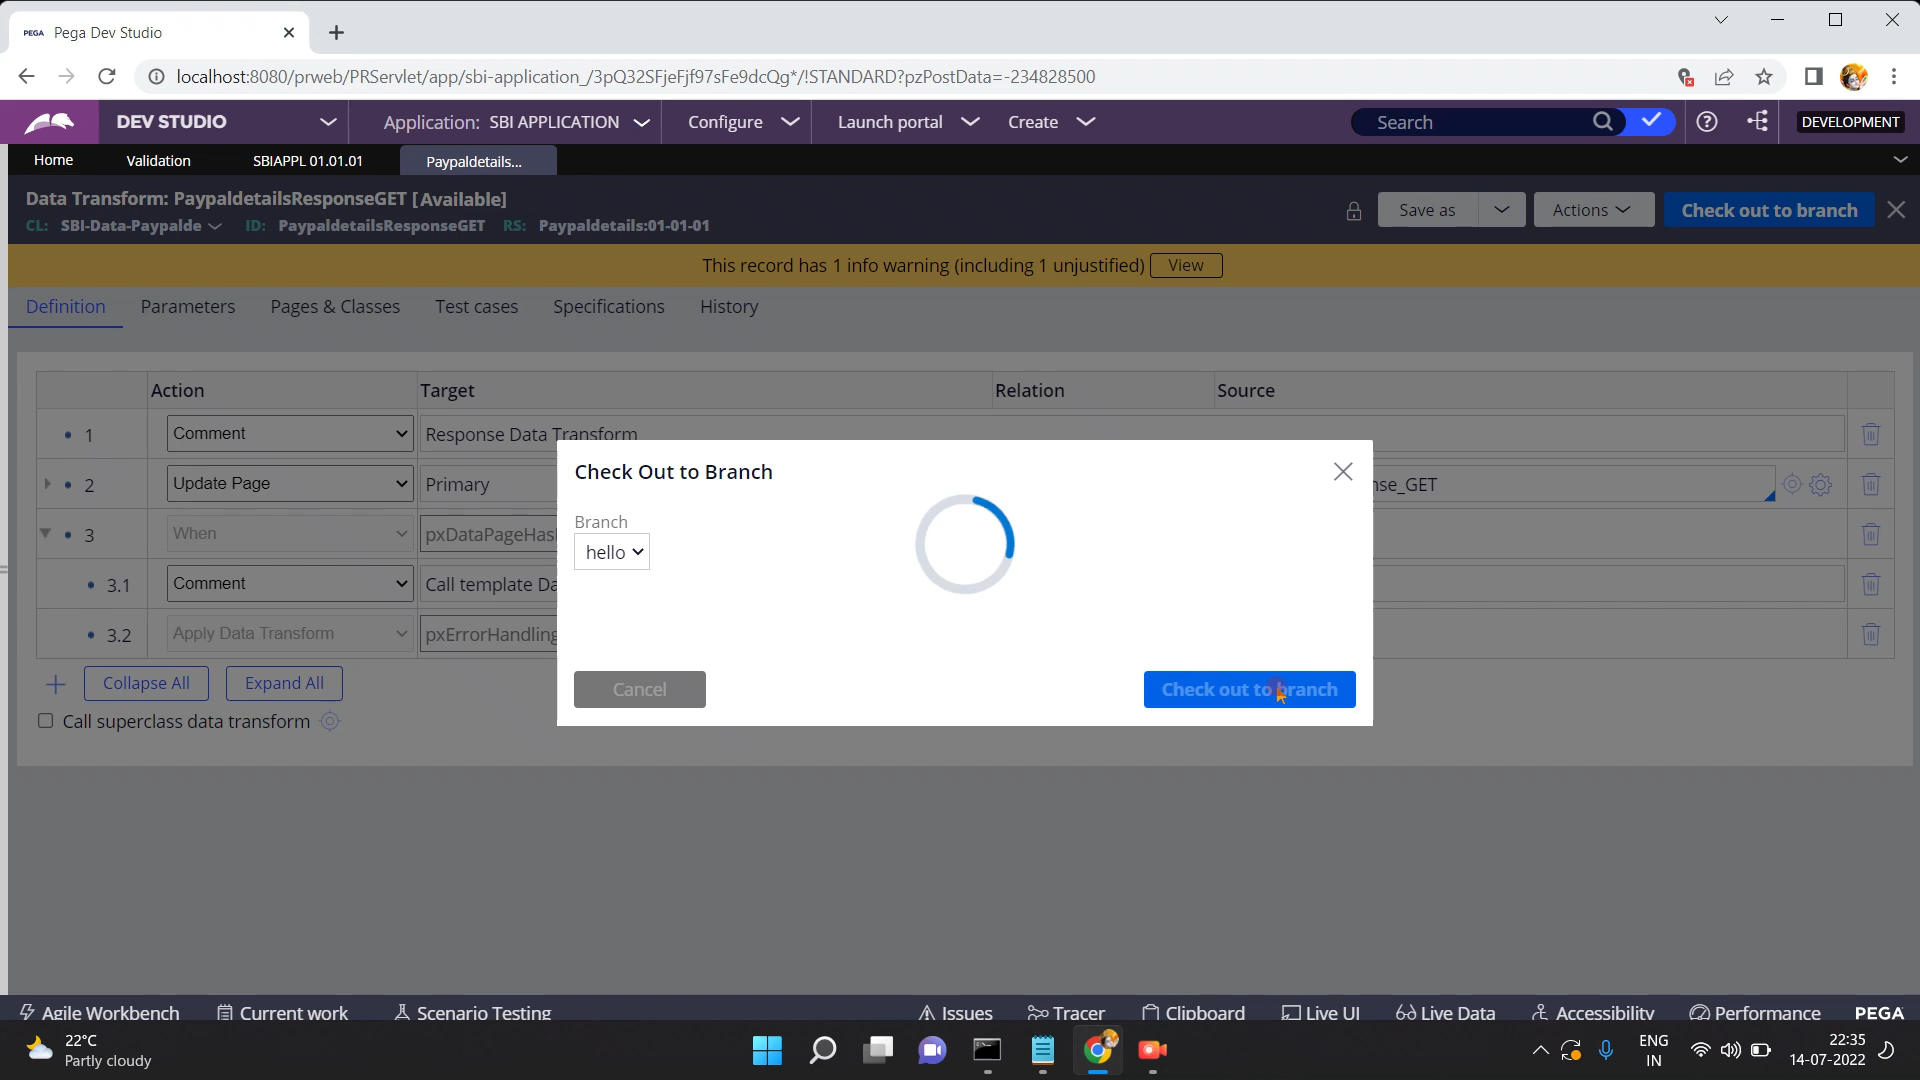 PEGA Pega Dev Studio
localhost:8080/prweb/PRServlet/app/sbi-application_/3pQ32SFjeFjf97sFe9dcQg*/!STANDARD?pzPostData=-234828500
DEV STUDIO Application: SBI APPLICATION Configure Launch portal Create Search DEVELOPMENT
Home Validation SBIAPPL 01.01.01 Paypaldetails...
Data Transform: PaypaldetailsResponseGET [Available]
CL: SBI-Data-Paypalde ID: PaypaldetailsResponseGET RS: Paypaldetails:01-01-01
Save as Actions Check out to branch
This record has 1 info warning (including 1 unjustified) View
Definition Parameters Pages & Classes Test cases Specifications History
Action Target Relation Source
1 Comment Response Data Transform
2 Update Page Primary nse_GET
3 When pxDataPageHas
3.1 Comment Call template Da
3.2 Apply Data Transform pxErrorHandling
Collapse All Expand All
Call superclass data transform
Check Out to Branch
Branch
hello
Cancel Check out to branch
Agile Workbench Current work Scenario Testing Issues Tracer Clipboard Live UI Live Data Accessibility Performance PEGA
22°C
Partly cloudy
ENG
IN
22:35
14-07-2022